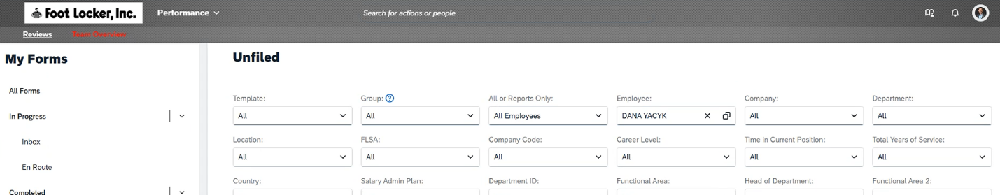 Foot Locker, Inc. Performance Search for actions or people
Reviews Team Overview
My Forms
Unfiled
All Forms
Template: Group: All or Reports Only: Employee: Company: Department:
In Progress
All All All Employees DANA YACYK All All
Inbox
Location: FLSA: Company Code: Career Level: Time in Current Position: Total Years of Service:
All All All All All All
En Route
Country: Salary Admin Plan: Department ID: Functional Area: Head of Department: Functional Area 2:
Completed